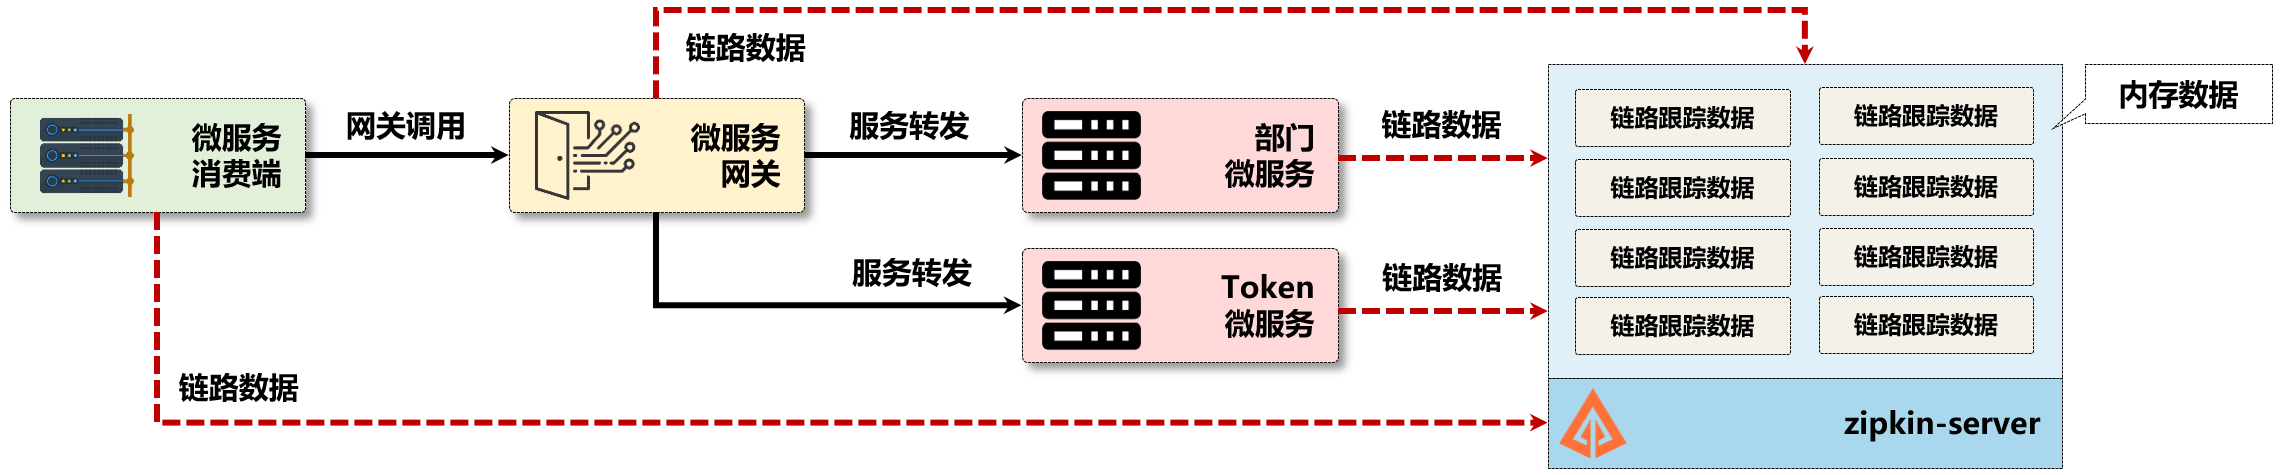 链路数据
微服务
消费端
网关调用
微服务
网关
服务转发
部门
微服务
链路数据
服务转发
Token
微服务
链路数据
链路数据
链路跟踪数据
链路跟踪数据
链路跟踪数据
链路跟踪数据
链路跟踪数据
链路跟踪数据
链路跟踪数据
链路跟踪数据
内存数据
zipkin-server